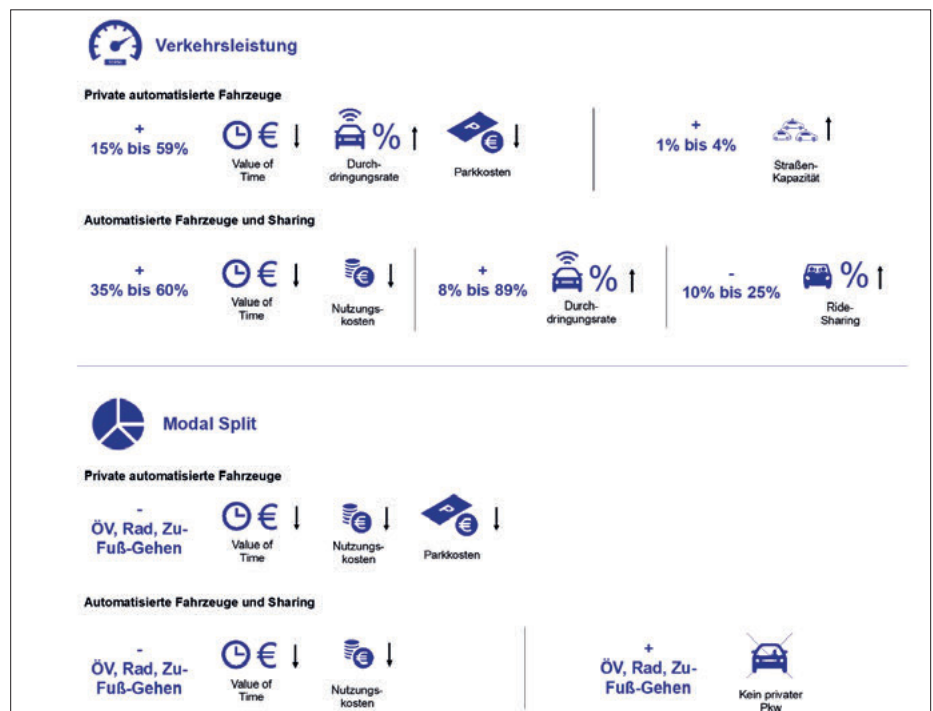 Verkehrsleistung
Private automatisierte Fahrzeuge
+
15% bis 59%
€
Value of
Time
%
Durch-
dringungsrate
P
€
Parkkosten
+
1% bis 4%
Straßen-
Kapazität
Automatisierte Fahrzeuge und Sharing
+
35% bis 60%
€
Value of
Time
€
Nutzungs-
kosten
+
8% bis 89%
%
Durch-
dringungsrate
-
10% bis 25%
%
Ride-
Sharing
Modal Split
Private automatisierte Fahrzeuge
-
ÖV, Rad, Zu-
Fuß-Gehen
€
Value of
Time
€
Nutzungs-
kosten
P
€
Parkkosten
Automatisierte Fahrzeuge und Sharing
-
ÖV, Rad, Zu-
Fuß-Gehen
€
Value of
Time
€
Nutzungs-
kosten
+
ÖV, Rad, Zu-
Fuß-Gehen
Kein privater
Pkw